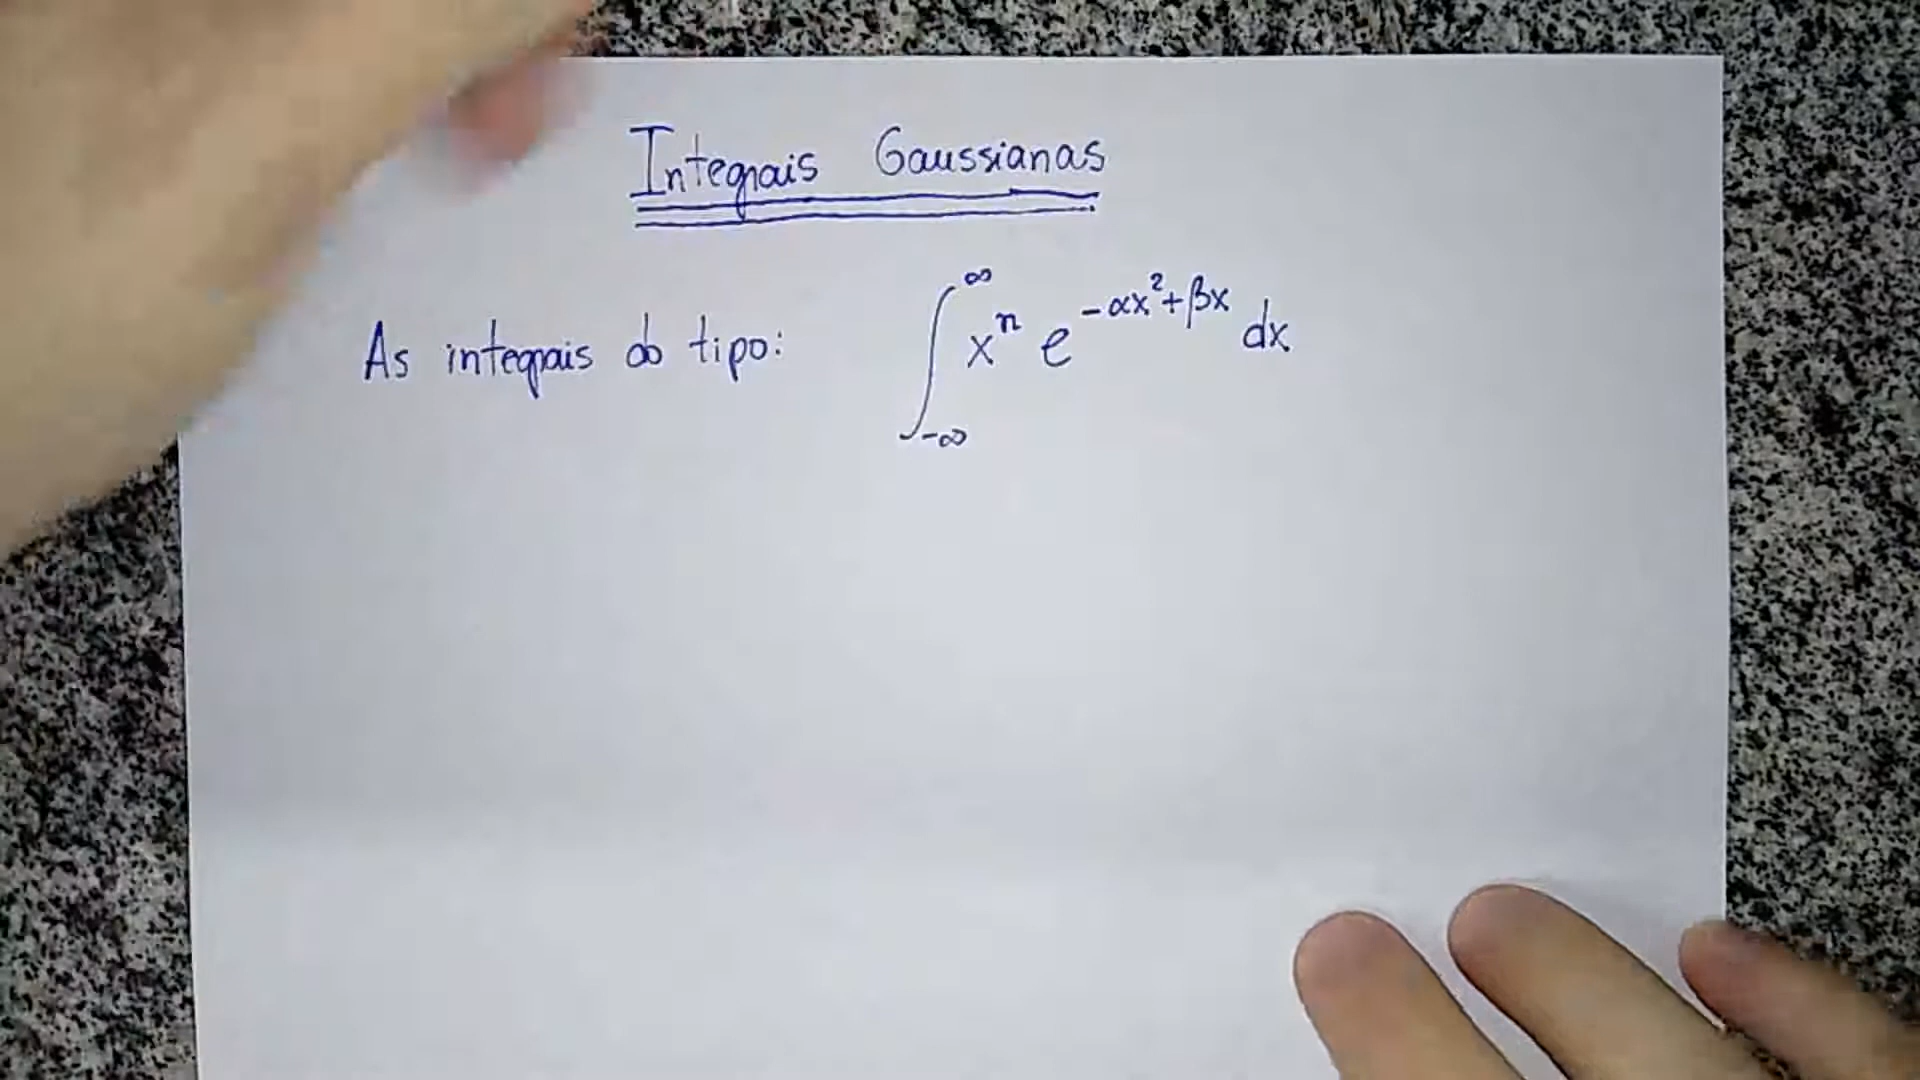 Integrais Gaussianas
As integrais do tipo: ∫_{-∞}^{∞} x^n e^{-αx²+βx} dx